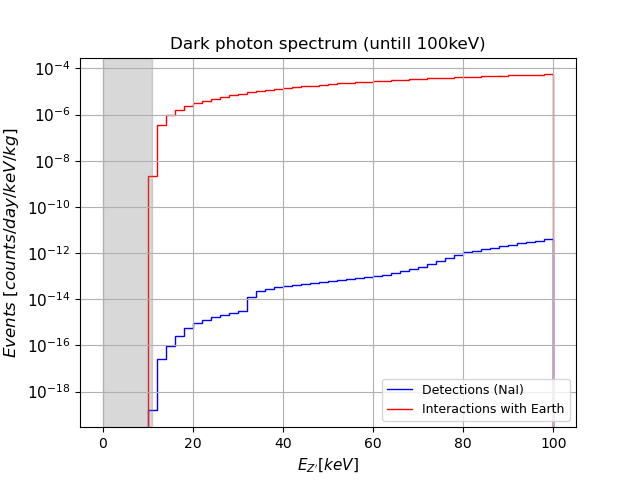 Dark photon spectrum (untill 100keV)
Events [counts/day/keV/kg]
10⁻⁴
10⁻⁶
10⁻⁸
10⁻¹⁰
10⁻¹²
10⁻¹⁴
10⁻¹⁶
10⁻¹⁸
Detections (NaI)
Interactions with Earth
0 20 40 60 80 100
E_{Z'}[keV]